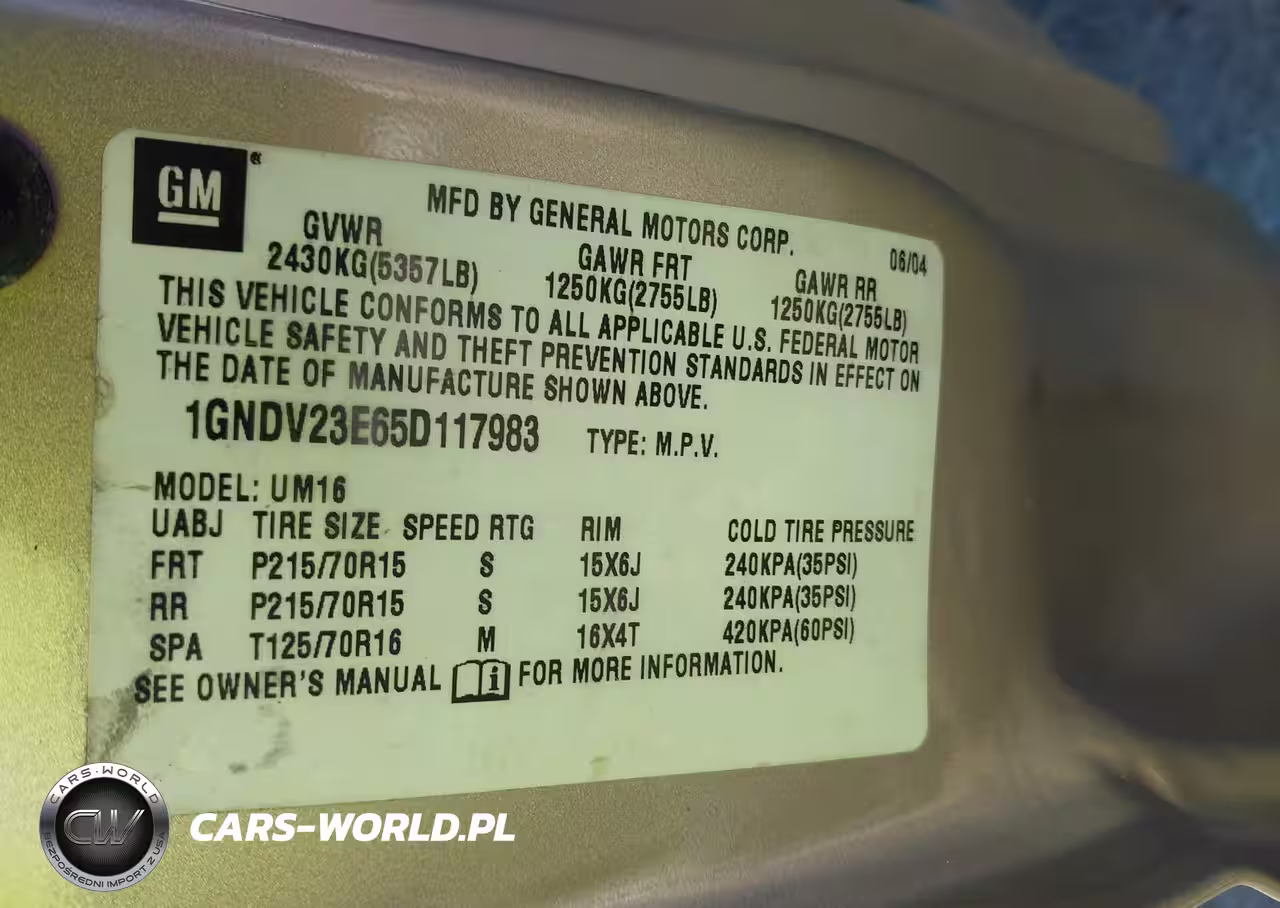 GM®
MFD BY GENERAL MOTORS CORP.
06/04
GVWR GAWR FRT GAWR RR
2430KG(5357LB) 1250KG(2755LB) 1250KG(2755LB)
THIS VEHICLE CONFORMS TO ALL APPLICABLE U.S. FEDERAL MOTOR
VEHICLE SAFETY AND THEFT PREVENTION STANDARDS IN EFFECT ON
THE DATE OF MANUFACTURE SHOWN ABOVE.
1GNDV23E65D117983 TYPE: M.P.V.
MODEL: UM16
UABJ TIRE SIZE SPEED RTG RIM COLD TIRE PRESSURE
FRT P215/70R15 S 15X6J 240KPA(35PSI)
RR P215/70R15 S 15X6J 240KPA(35PSI)
SPA T125/70R16 M 16X4T 420KPA(60PSI)
SEE OWNER'S MANUAL i FOR MORE INFORMATION.
CARS-WORLD
CW
BEZPOŚREDNI IMPORT Z USA
CARS-WORLD.PL